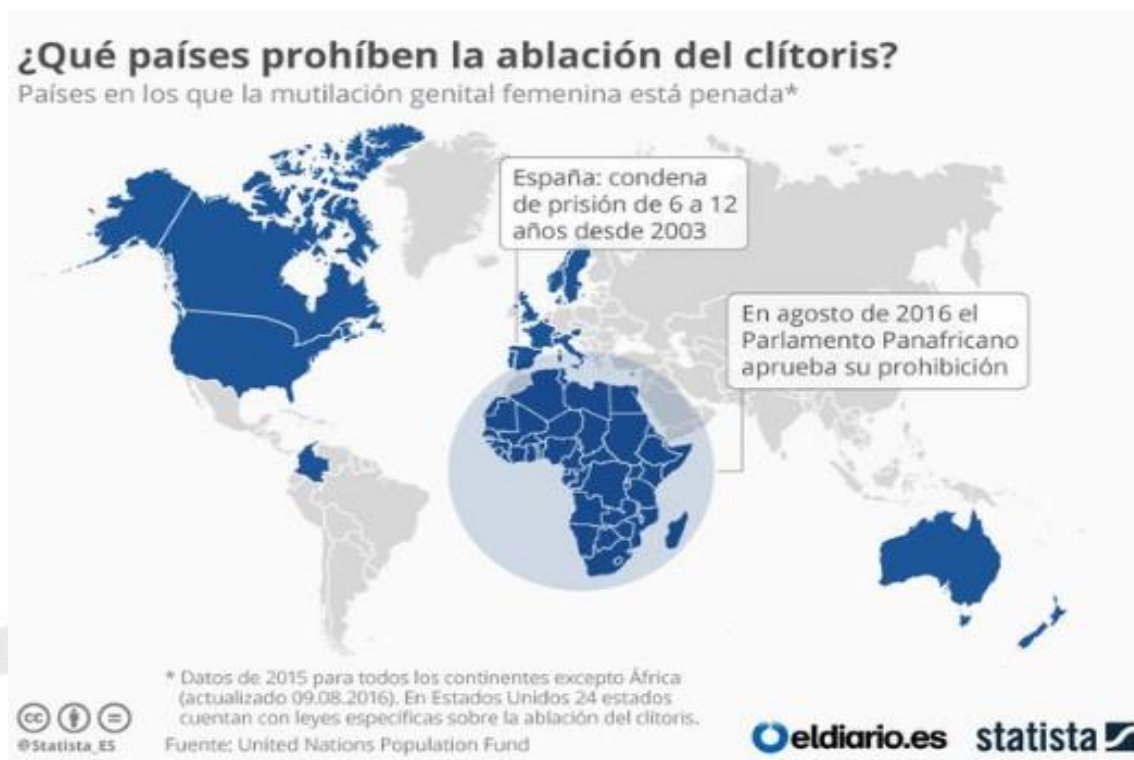 ¿Qué países prohíben la ablación del clítoris?
Países en los que la mutilación genital femenina está penada*
España: condena
de prisión de 6 a 12
años desde 2003
En agosto de 2016 el
Parlamento Panafricano
aprueba su prohibición
* Datos de 2015 para todos los continentes excepto África
(actualizado 09.08.2016). En Estados Unidos 24 estados
cuentan con leyes específicas sobre la ablación del clítoris.
Fuente: United Nations Population Fund
cc
@Statista_ES
eldiario.es
statista